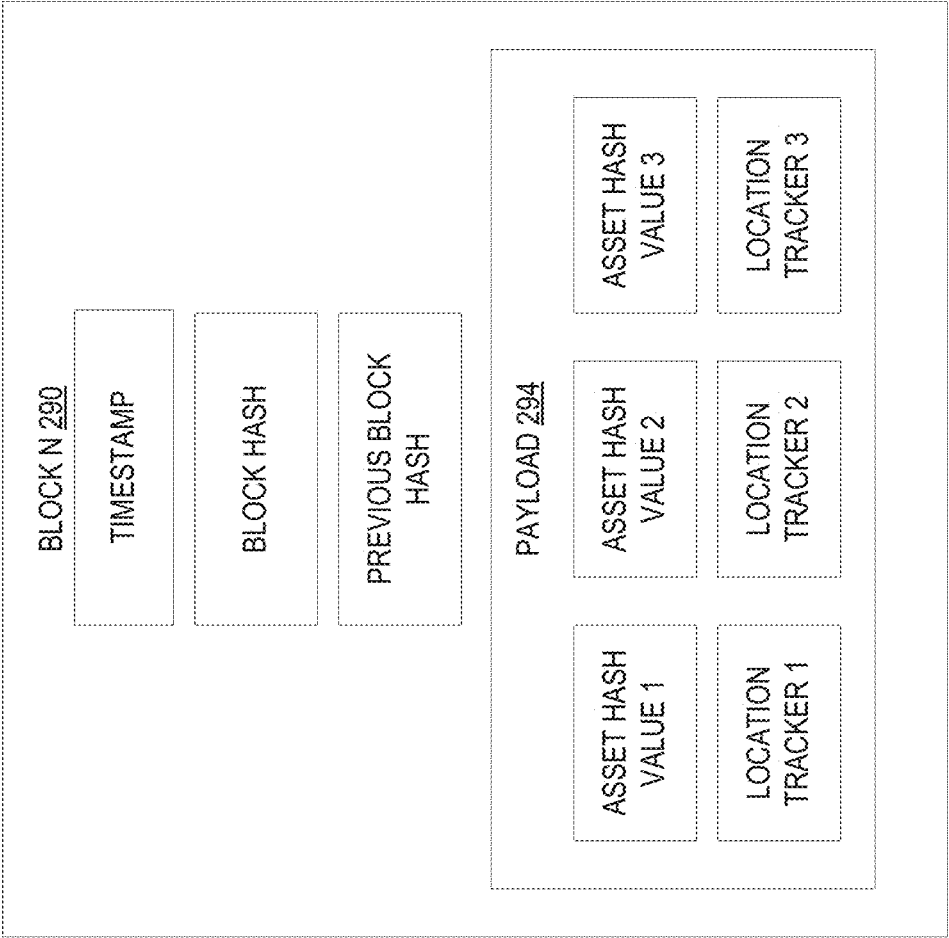 BLOCK N 290
TIMESTAMP
BLOCK HASH
PREVIOUS BLOCK
HASH
PAYLOAD 294
ASSET HASH
VALUE 1
ASSET HASH
VALUE 2
ASSET HASH
VALUE 3
LOCATION
TRACKER 1
LOCATION
TRACKER 2
LOCATION
TRACKER 3